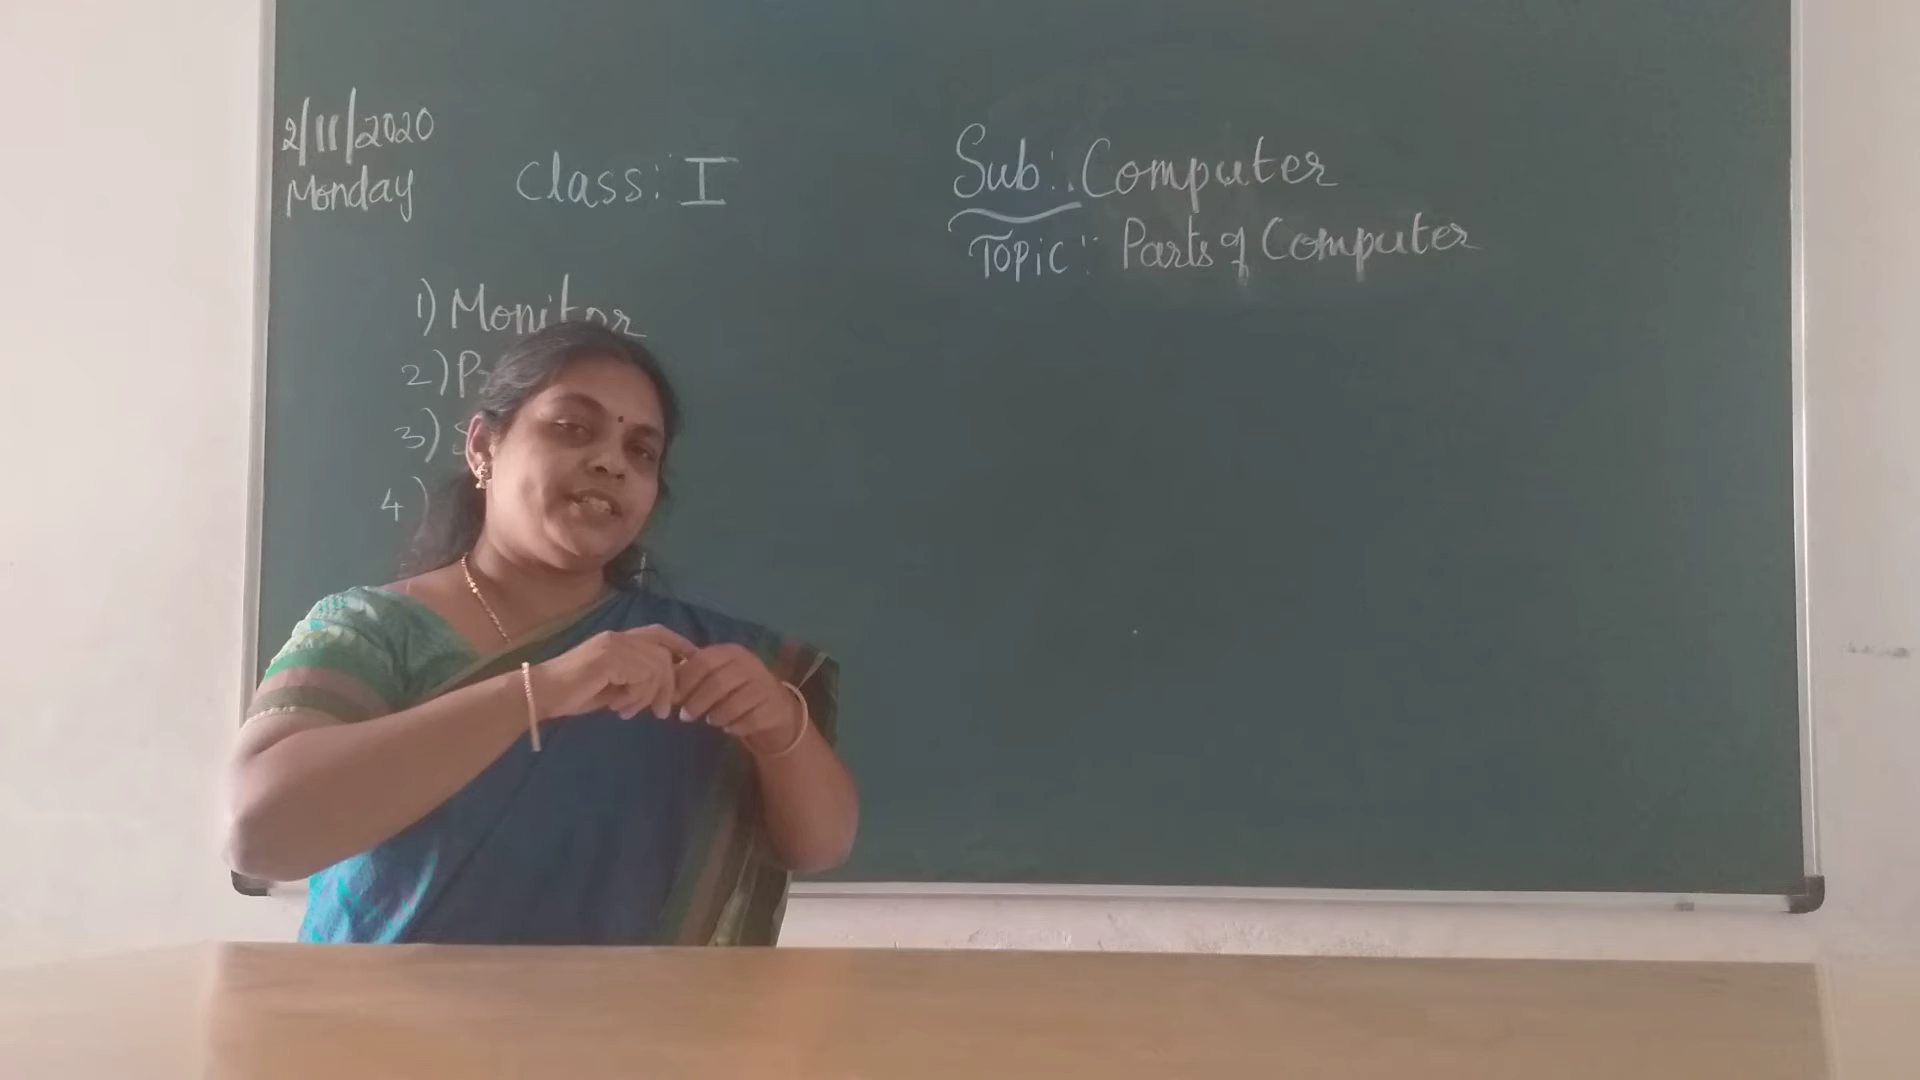 2/11/2020
Monday
Class: I
Sub: Computer
Topic: Parts of Computer
1) Monitor
2)
3)
4)